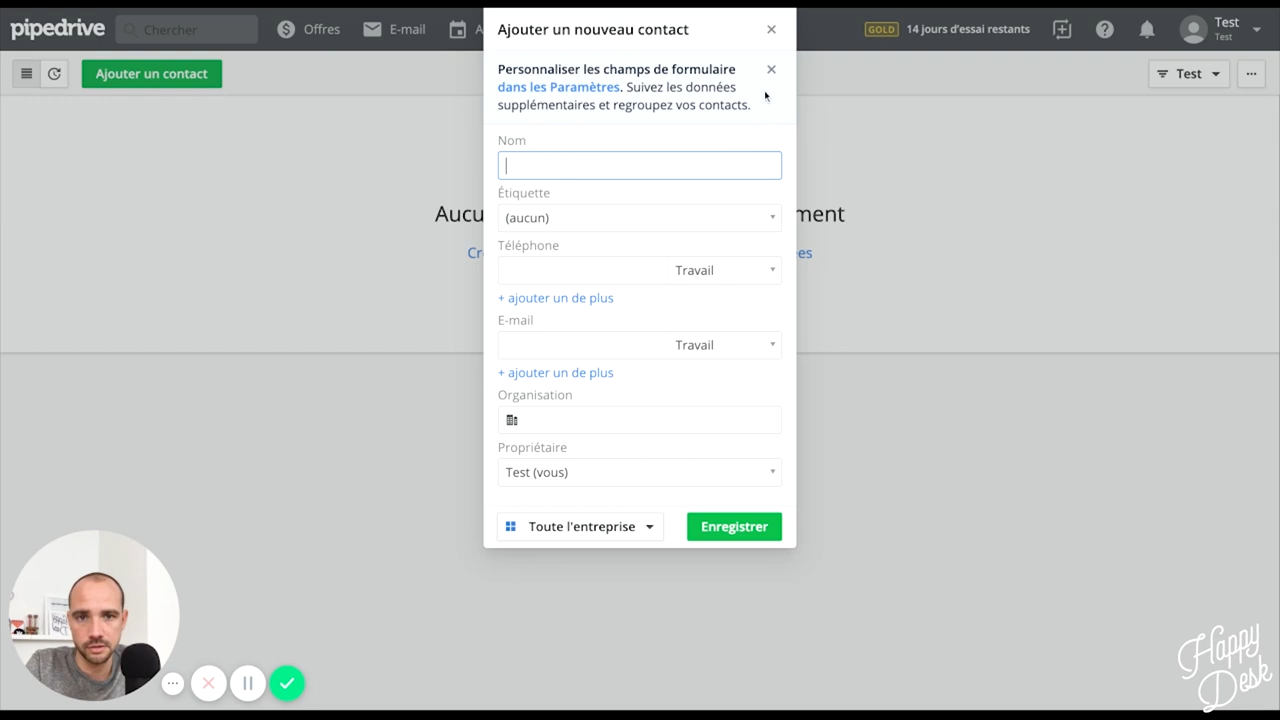 pipedrive
Chercher
Offres
E-mail
A
GOLD
14 jours d'essai restants
Test
Test
Ajouter un contact
Test
Ajouter un nouveau contact
Personnaliser les champs de formulaire
dans les Paramètres. Suivez les données
supplémentaires et regroupez vos contacts.
Nom
Étiquette
(aucun)
Téléphone
Travail
+ ajouter un de plus
E-mail
Travail
+ ajouter un de plus
Organisation
Propriétaire
Test (vous)
Toute l'entreprise
Enregistrer
Aucu
ment
Cr
ees
Happy
Desk